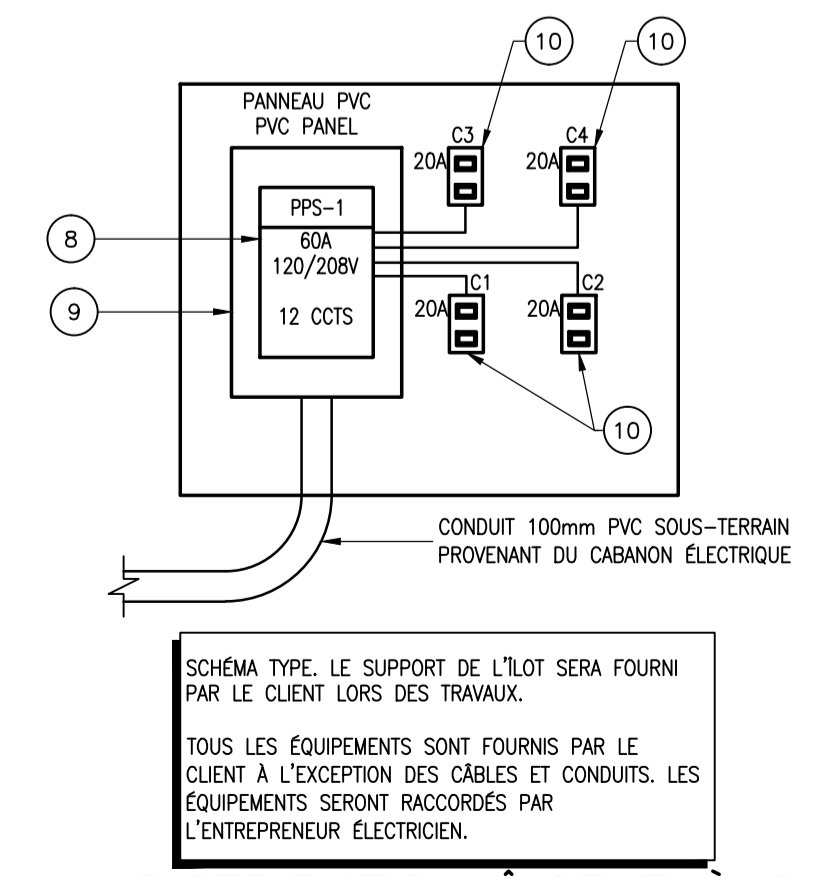 10
10
PANNEAU PVC
PVC PANEL
C3
C4
20A
20A
PPS-1
8
60A
120/208V
C1
C2
9
12 CCTS
20A
20A
10
CONDUIT 100mm PVC SOUS-TERRAIN
PROVENANT DU CABANON ÉLECTRIQUE
SCHÉMA TYPE. LE SUPPORT DE L'ÎLOT SERA FOURNI
PAR LE CLIENT LORS DES TRAVAUX.
TOUS LES ÉQUIPEMENTS SONT FOURNIS PAR LE
CLIENT À L'EXCEPTION DES CÂBLES ET CONDUITS. LES
ÉQUIPEMENTS SERONT RACCORDÉS PAR
L'ENTREPRENEUR ÉLECTRICIEN.